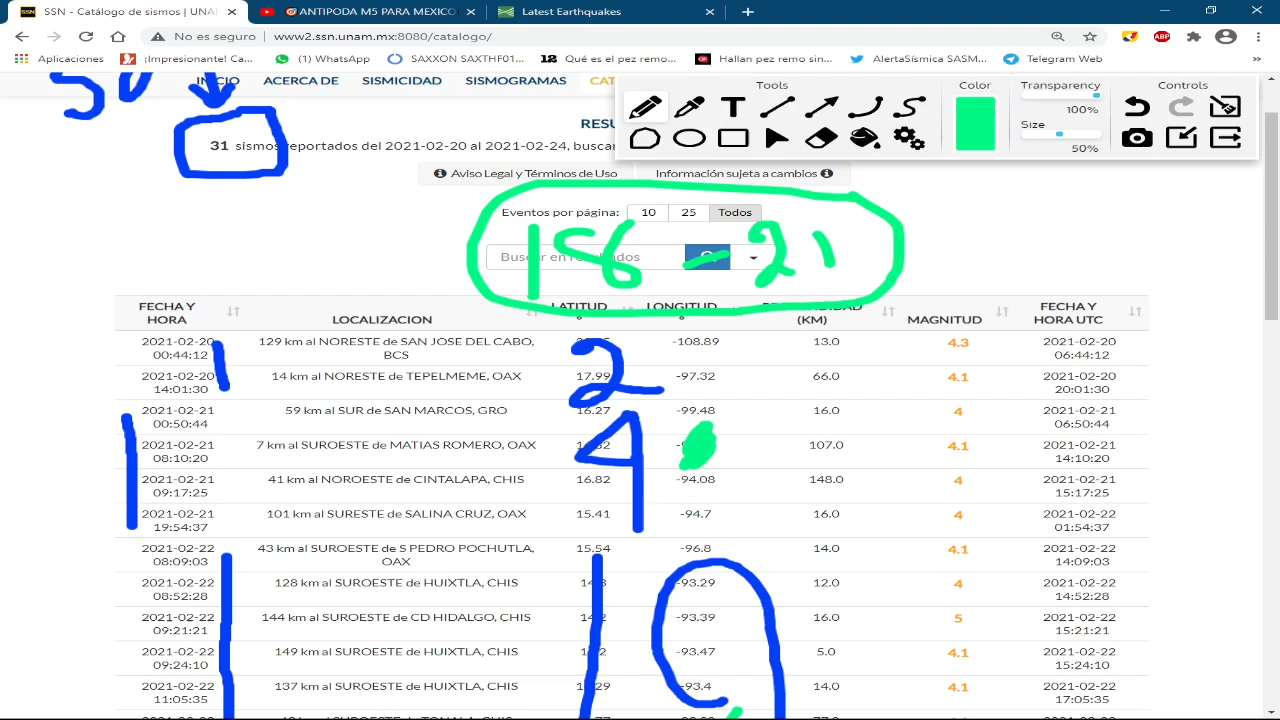 SSN - Catálogo de sismos | UNAM
ANTIPODA M5 PARA MEXICO
Latest Earthquakes
No es seguro | www2.ssn.unam.mx:8080/catalogo/
Aplicaciones ¡Impresionante! Ca... (1) WhatsApp SAXXON SAXTHF01... 12 Qué es el pez remo... Hallan pez remo sin... AlertaSísmica SASM... Telegram Web »
INICIO ACERCA DE SISMICIDAD SISMOGRAMAS
Tools Color Transparency Controls
100%
Size
50%
31 sismos reportados del 2021-02-20 al 2021-02-24,
Aviso Legal y Términos de Uso Información sujeta a cambios
Eventos por página: 10 25 Todos
156 - 21
FECHA Y HORA LOCALIZACION LATITUD ° LONGITUD ° (KM) MAGNITUD FECHA Y HORA UTC
2021-02-20 00:44:12 129 km al NORESTE de SAN JOSE DEL CABO, BCS -108.89 13.0 4.3 2021-02-20 06:44:12
1 2
2021-02-20 14:01:30 14 km al NORESTE de TEPELMEME, OAX 17.99 -97.32 66.0 4.1 2021-02-20 20:01:30
2021-02-21 00:50:44 59 km al SUR de SAN MARCOS, GRO 16.27 -99.48 16.0 4 2021-02-21 06:50:44
2021-02-21 08:10:20 7 km al SUROESTE de MATIAS ROMERO, OAX 107.0 4.1 2021-02-21 14:10:20
1 4
2021-02-21 09:17:25 41 km al NOROESTE de CINTALAPA, CHIS 16.82 -94.08 148.0 4 2021-02-21 15:17:25
2021-02-21 19:54:37 101 km al SURESTE de SALINA CRUZ, OAX 15.41 -94.7 16.0 4 2021-02-22 01:54:37
2021-02-22 08:09:03 43 km al SUROESTE de S PEDRO POCHUTLA, OAX 15.54 -96.8 14.0 4.1 2021-02-22 14:09:03
2021-02-22 08:52:28 128 km al SUROESTE de HUIXTLA, CHIS -93.29 12.0 4 2021-02-22 14:52:28
2021-02-22 09:21:21 144 km al SUROESTE de CD HIDALGO, CHIS -93.39 16.0 5 2021-02-22 15:21:21
2021-02-22 09:24:10 149 km al SUROESTE de HUIXTLA, CHIS -93.47 5.0 4.1 2021-02-22 15:24:10
2021-02-22 11:05:35 137 km al SUROESTE de HUIXTLA, CHIS -93.4 14.0 4.1 2021-02-22 17:05:35